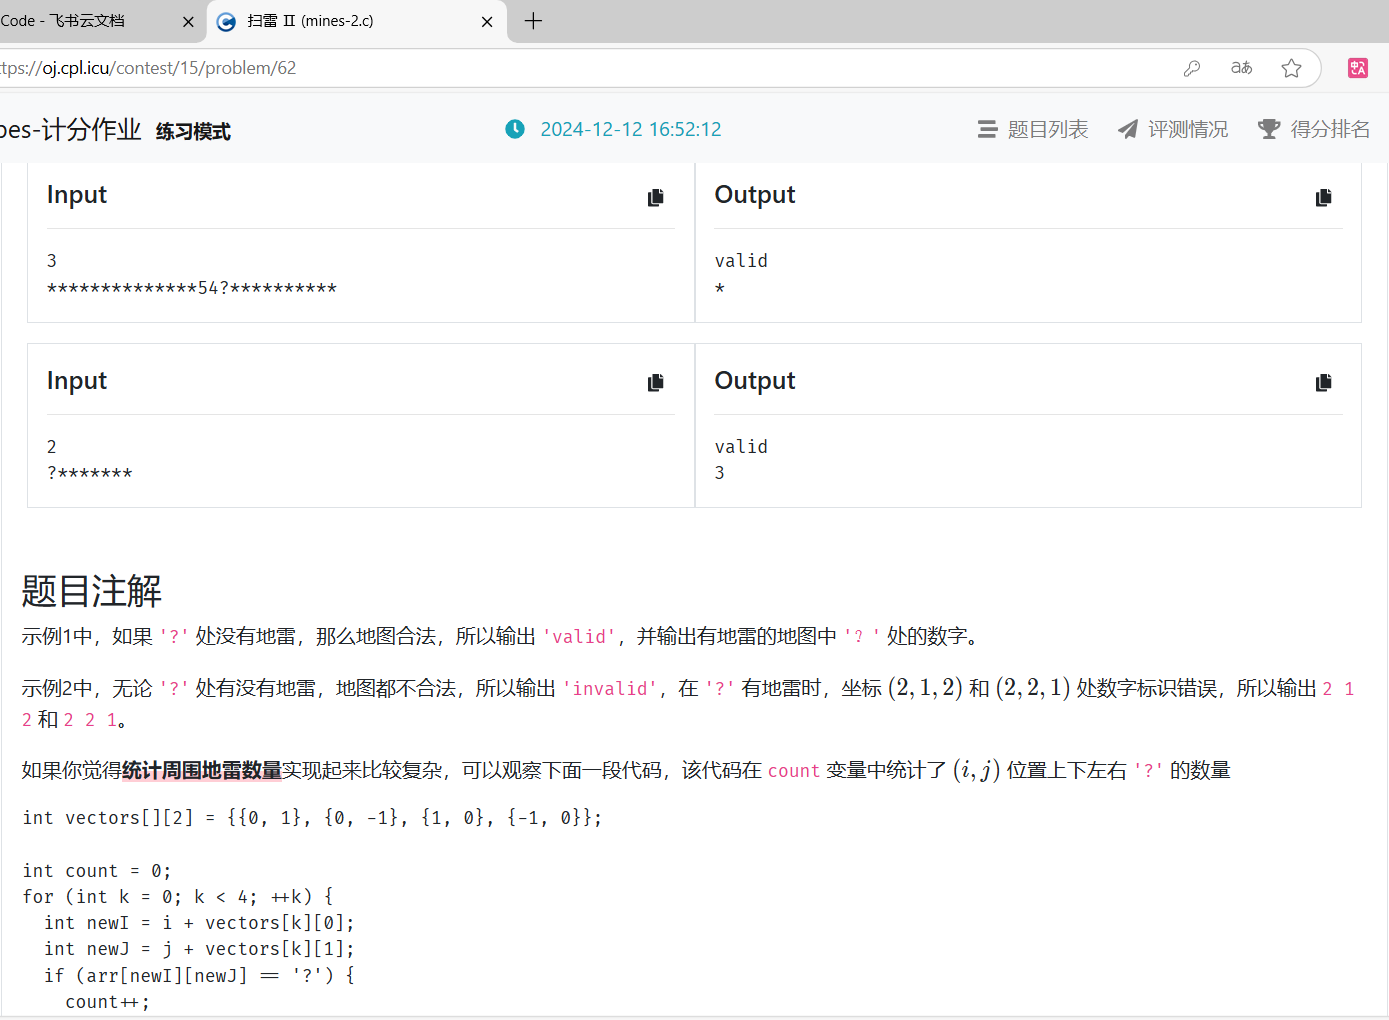 Code - 飞书云文档
扫雷 II (mines-2.c)
ttps://oj.cpl.icu/contest/15/problem/62
pes-计分作业 练习模式
2024-12-12 16:52:12
题目列表
评测情况
得分排名
Input
3
**************54?**********
Output
valid
*
Input
2
?*******
Output
valid
3
题目注解
示例1中，如果 '?' 处没有地雷，那么地图合法，所以输出 'valid'，并输出有地雷的地图中 '? ' 处的数字。
示例2中，无论 '?' 处有没有地雷，地图都不合法，所以输出 'invalid'，在 '?' 有地雷时，坐标 (2, 1, 2) 和 (2, 2, 1) 处数字标识错误，所以输出 2 1
2 和 2 2 1。
如果你觉得统计周围地雷数量实现起来比较复杂，可以观察下面一段代码，该代码在 count 变量中统计了 (i, j) 位置上下左右 '?' 的数量
int vectors[][2] = {{0, 1}, {0, -1}, {1, 0}, {-1, 0}};
int count = 0;
for (int k = 0; k < 4; ++k) {
int newI = i + vectors[k][0];
int newJ = j + vectors[k][1];
if (arr[newI][newJ] == '?') {
count++;